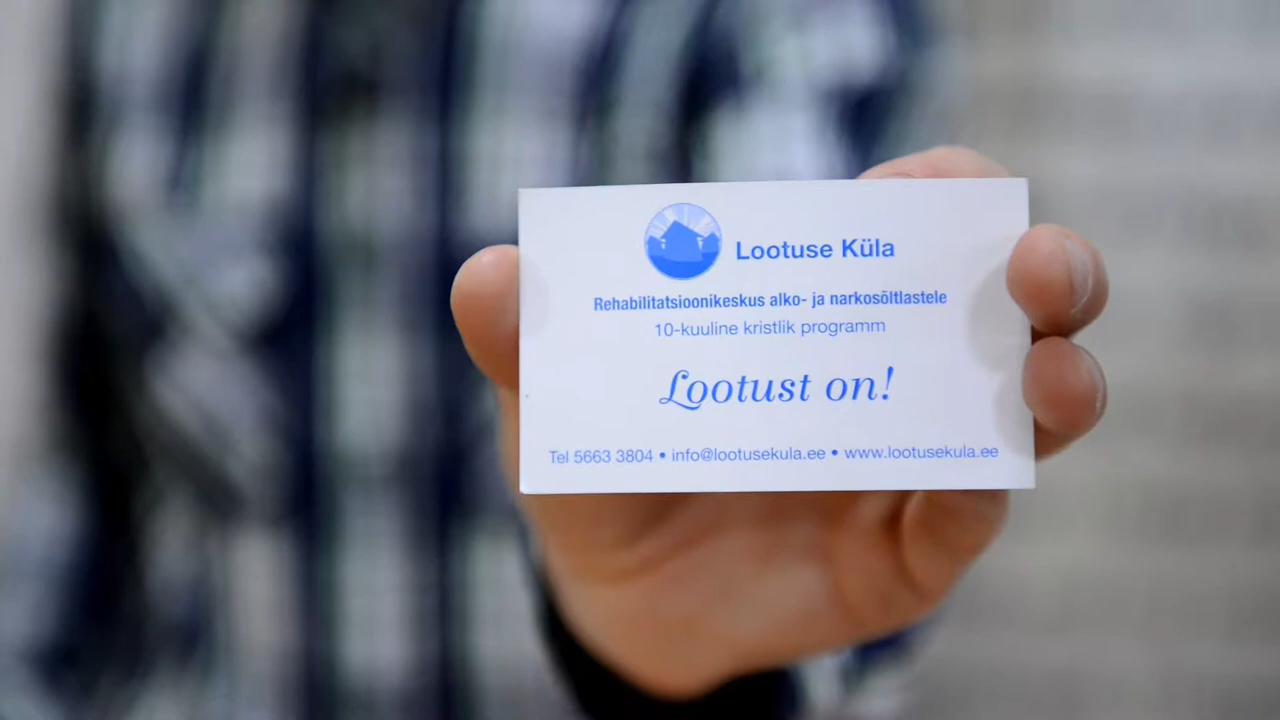 Lootuse Küla
Rehabilitatsioonikeskus alko- ja narkosõltlastele
10-kuuline kristlik programm
Lootust on!
Tel 5663 3804 • info@lootusekula.ee • www.lootusekula.ee